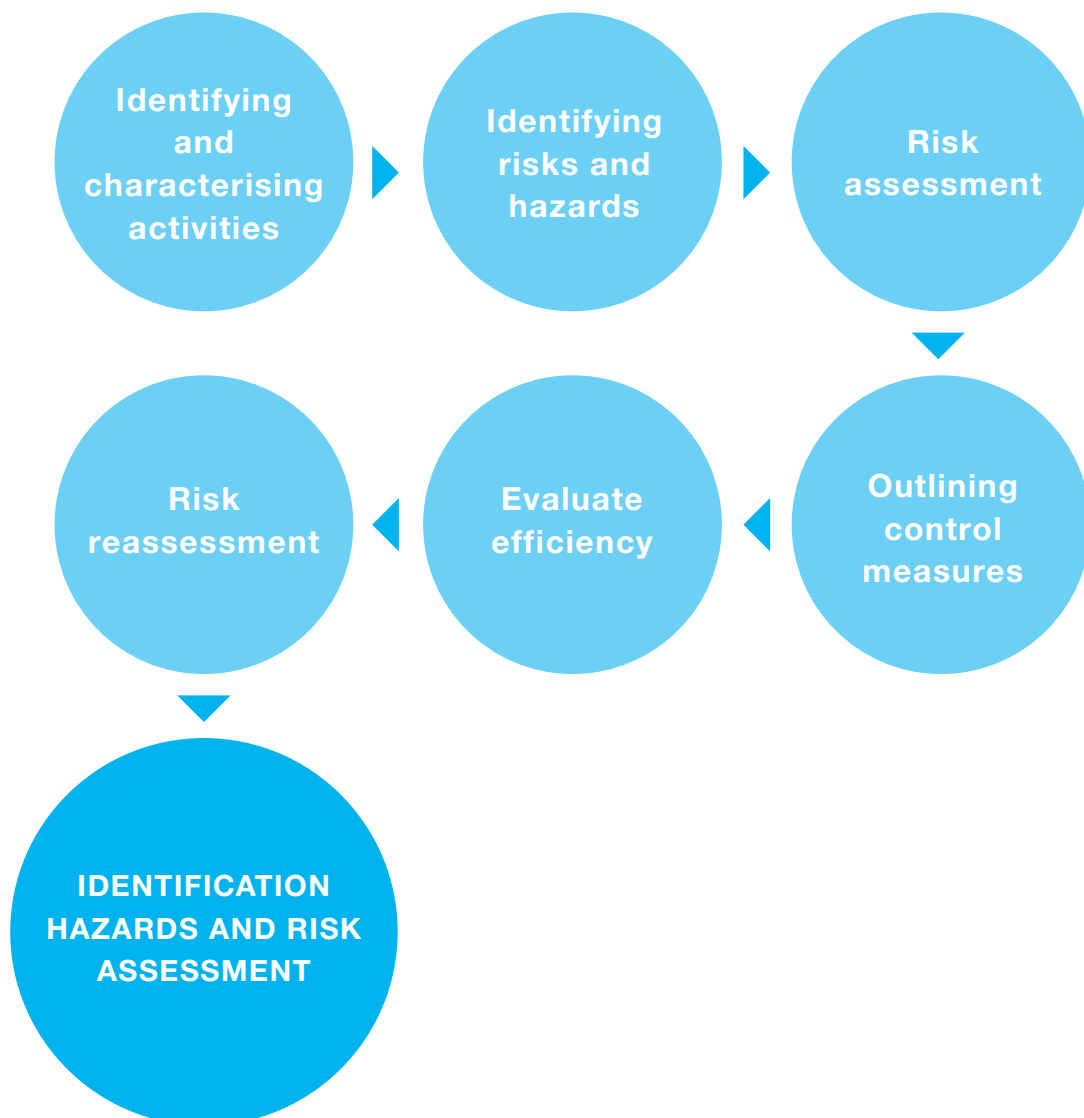 Identifying
and
characterising
activities
Identifying
risks and
hazards
Risk
assessment
Outlining
control
measures
Evaluate
efficiency
Risk
reassessment
IDENTIFICATION
HAZARDS AND RISK
ASSESSMENT